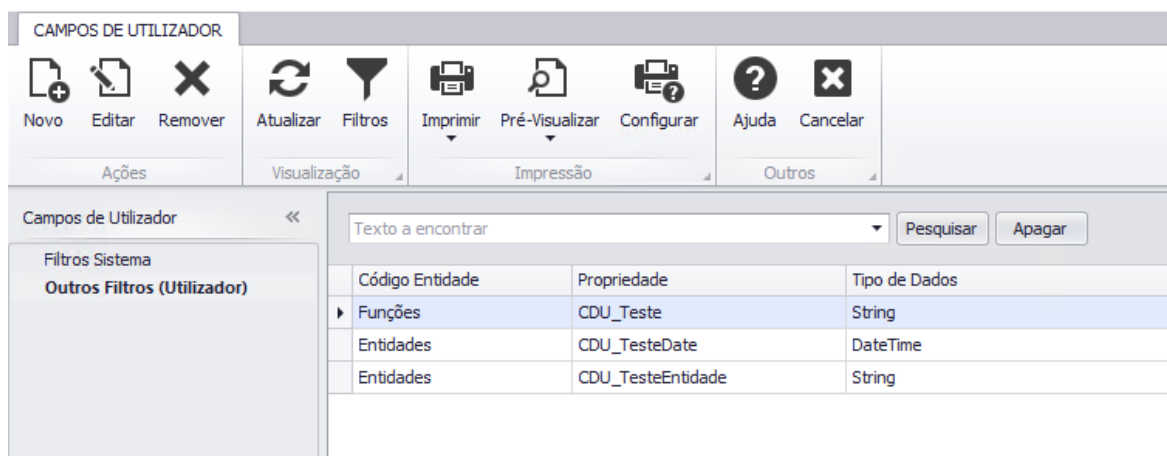 CAMPOS DE UTILIZADOR
Novo Editar Remover Atualizar Filtros Imprimir Pré-Visualizar Configurar Ajuda Cancelar
Ações Visualização Impressão Outros
Campos de Utilizador
Filtros Sistema
Outros Filtros (Utilizador)
Texto a encontrar Pesquisar Apagar
Código Entidade Propriedade Tipo de Dados
Funções CDU_Teste String
Entidades CDU_TesteDate DateTime
Entidades CDU_TesteEntidade String